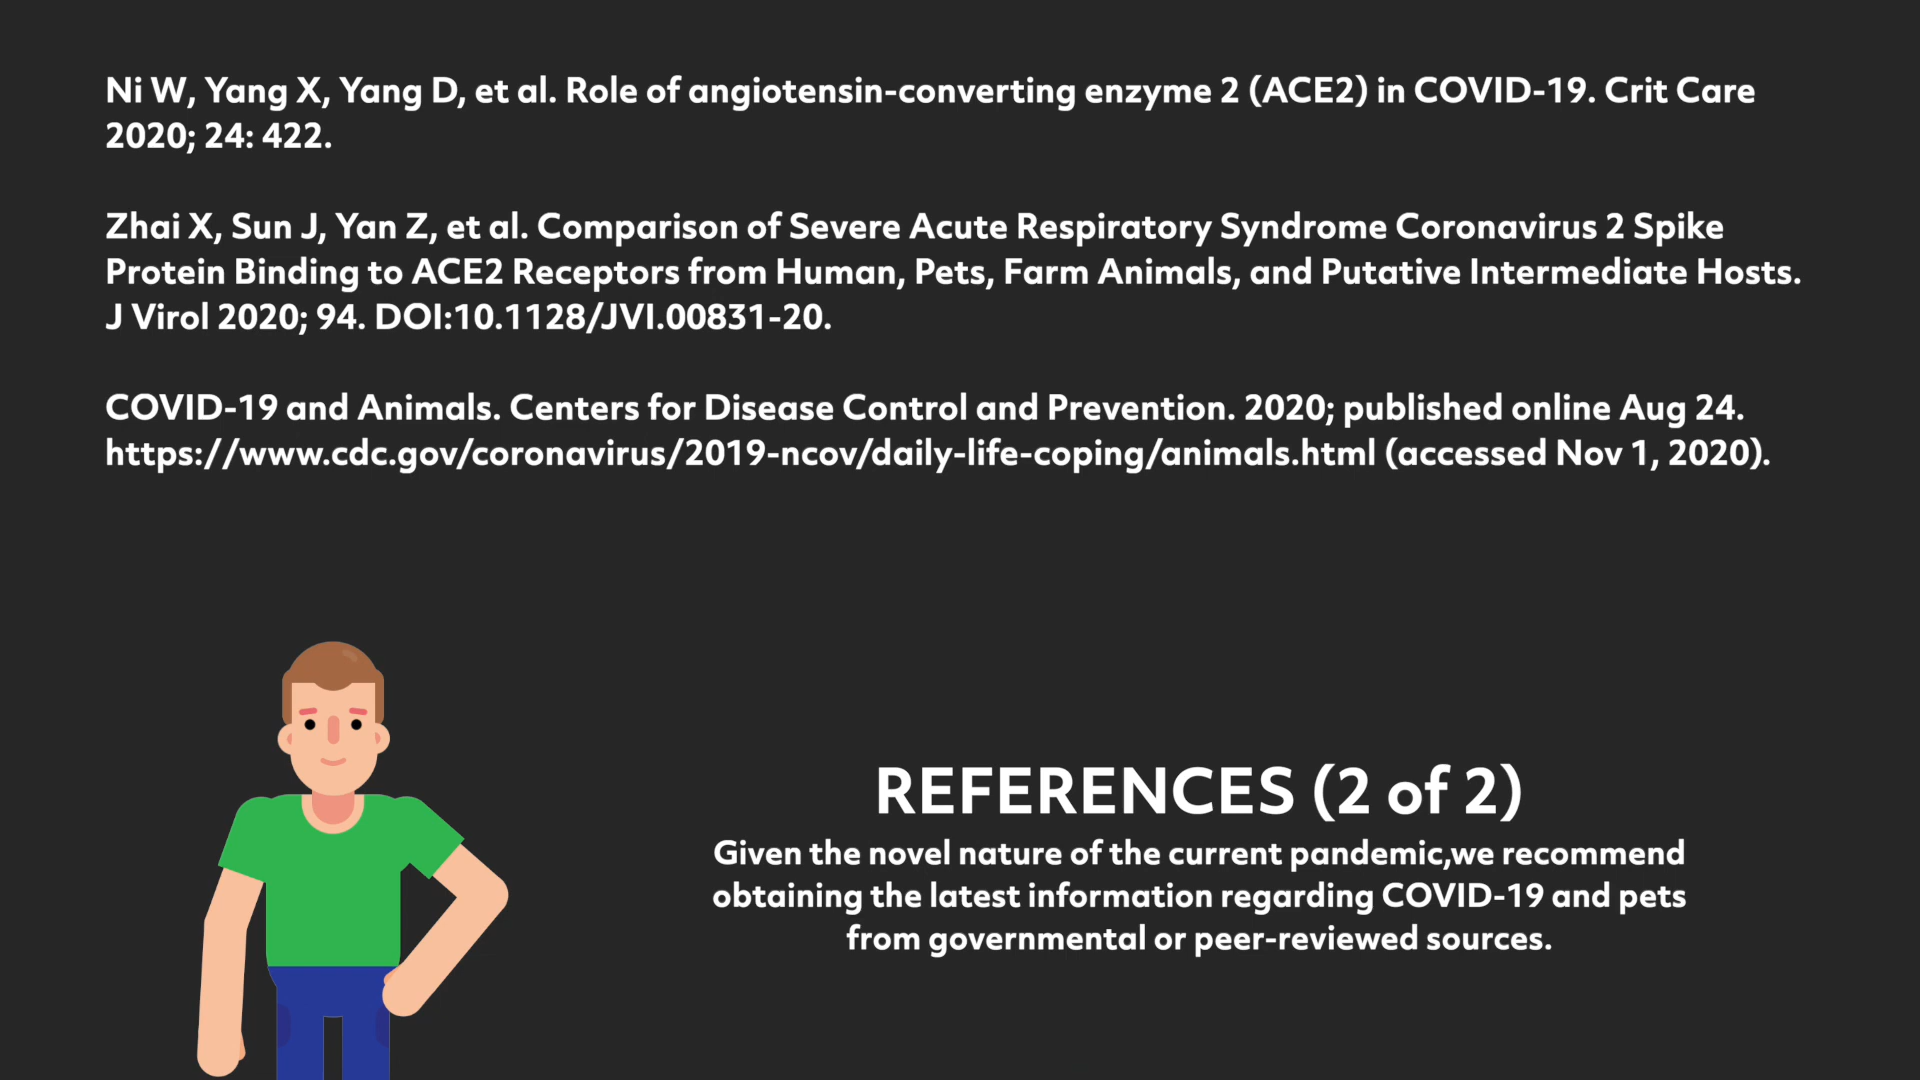 Ni W, Yang X, Yang D, et al. Role of angiotensin-converting enzyme 2 (ACE2) in COVID-19. Crit Care
2020; 24: 422.
Zhai X, Sun J, Yan Z, et al. Comparison of Severe Acute Respiratory Syndrome Coronavirus 2 Spike
Protein Binding to ACE2 Receptors from Human, Pets, Farm Animals, and Putative Intermediate Hosts.
J Virol 2020; 94. DOI:10.1128/JVI.00831-20.
COVID-19 and Animals. Centers for Disease Control and Prevention. 2020; published online Aug 24.
https://www.cdc.gov/coronavirus/2019-ncov/daily-life-coping/animals.html (accessed Nov 1, 2020).
REFERENCES (2 of 2)
Given the novel nature of the current pandemic,we recommend
obtaining the latest information regarding COVID-19 and pets
from governmental or peer-reviewed sources.